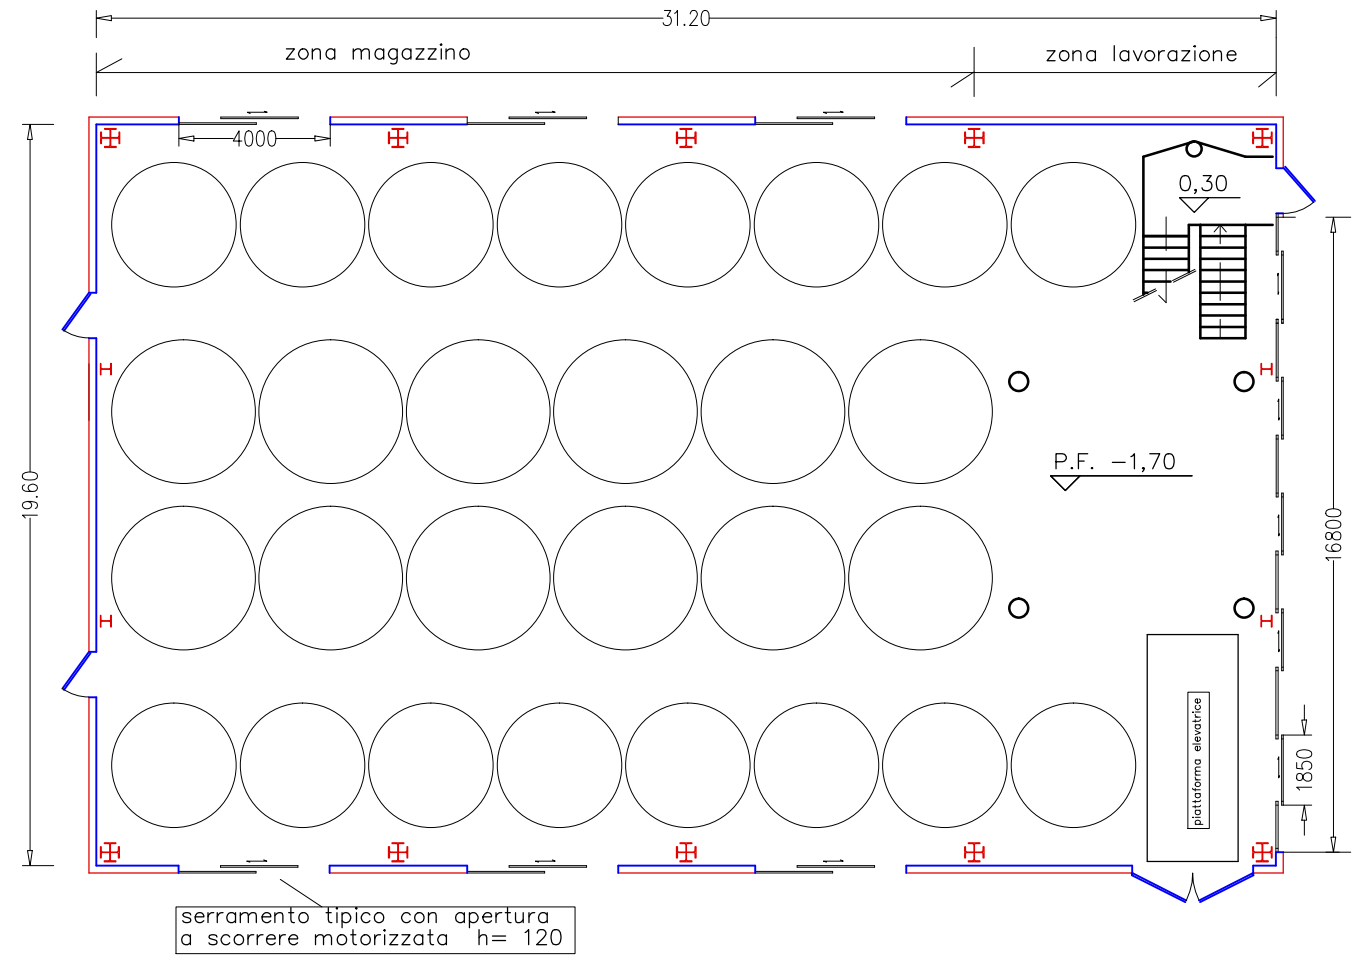 31.20
zona magazzino
zona lavorazione
4000
0,30
P.F. -1,70
19.60
16800
piattaforma elevatrice
1850
serramento tipico con apertura
a scorrere motorizzata h= 120